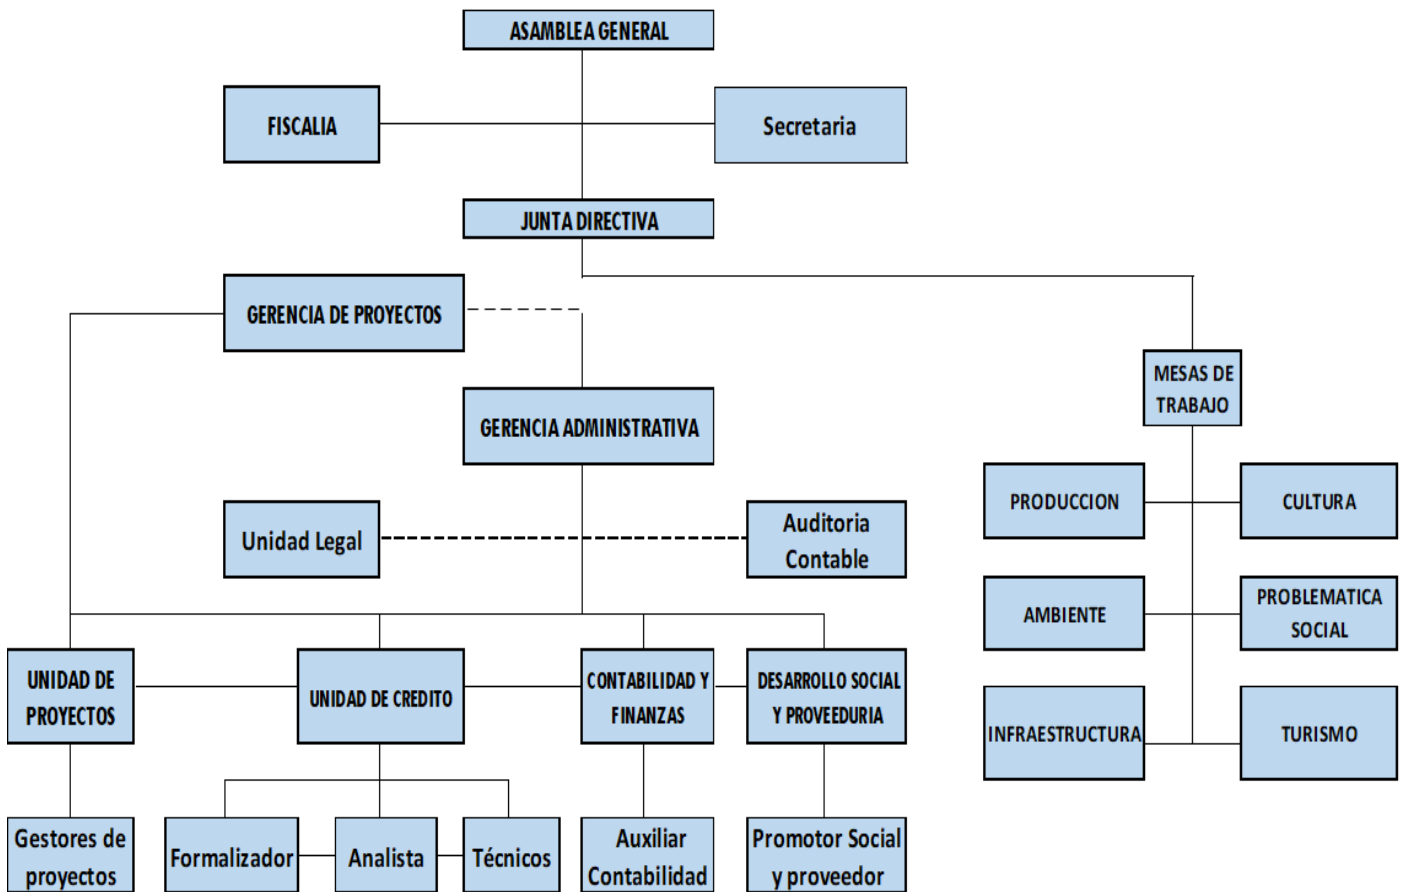 ASAMBLEA GENERAL
FISCALIA
Secretaria
JUNTA DIRECTIVA
GERENCIA DE PROYECTOS
MESAS DE
TRABAJO
GERENCIA ADMINISTRATIVA
PRODUCCION
CULTURA
Unidad Legal
Auditoria
Contable
AMBIENTE
PROBLEMATICA
SOCIAL
UNIDAD DE
PROYECTOS
UNIDAD DE CREDITO
CONTABILIDAD Y
FINANZAS
DESARROLLO SOCIAL
Y PROVEEDURIA
INFRAESTRUCTURA
TURISMO
Gestores de
proyectos
Formalizador
Analista
Técnicos
Auxiliar
Contabilidad
Promotor Social
y proveedor